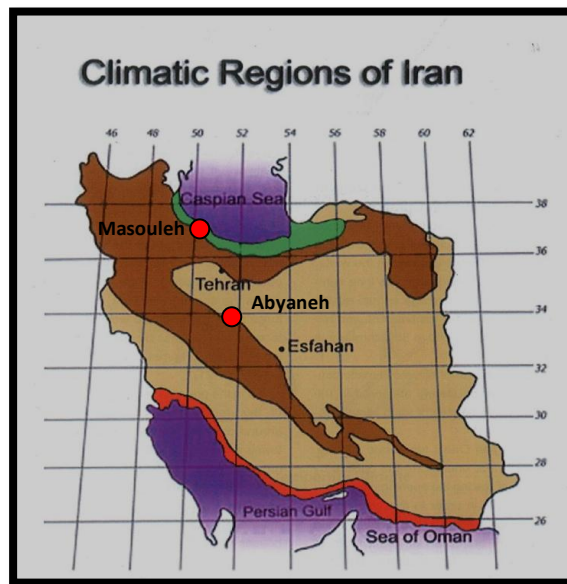 Climatic Regions of Iran
46 48 50 52 54 56 60 62
Caspian Sea
38
Masouleh
36
Tehran
Abyaneh
34
Esfahan
32
30
28
Persian Gulf
26
Sea of Oman